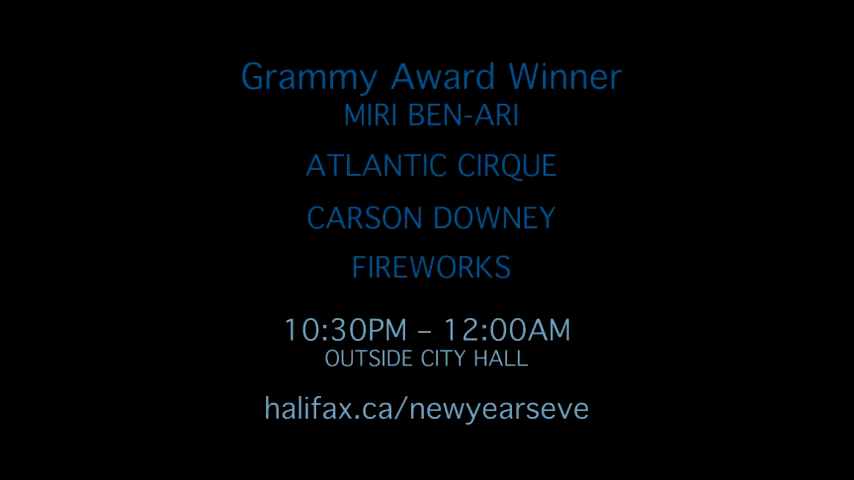 Grammy Award Winner
MIRI BEN-ARI
ATLANTIC CIRQUE
CARSON DOWNEY
FIREWORKS
10:30PM – 12:00AM
OUTSIDE CITY HALL
halifax.ca/newyearseve